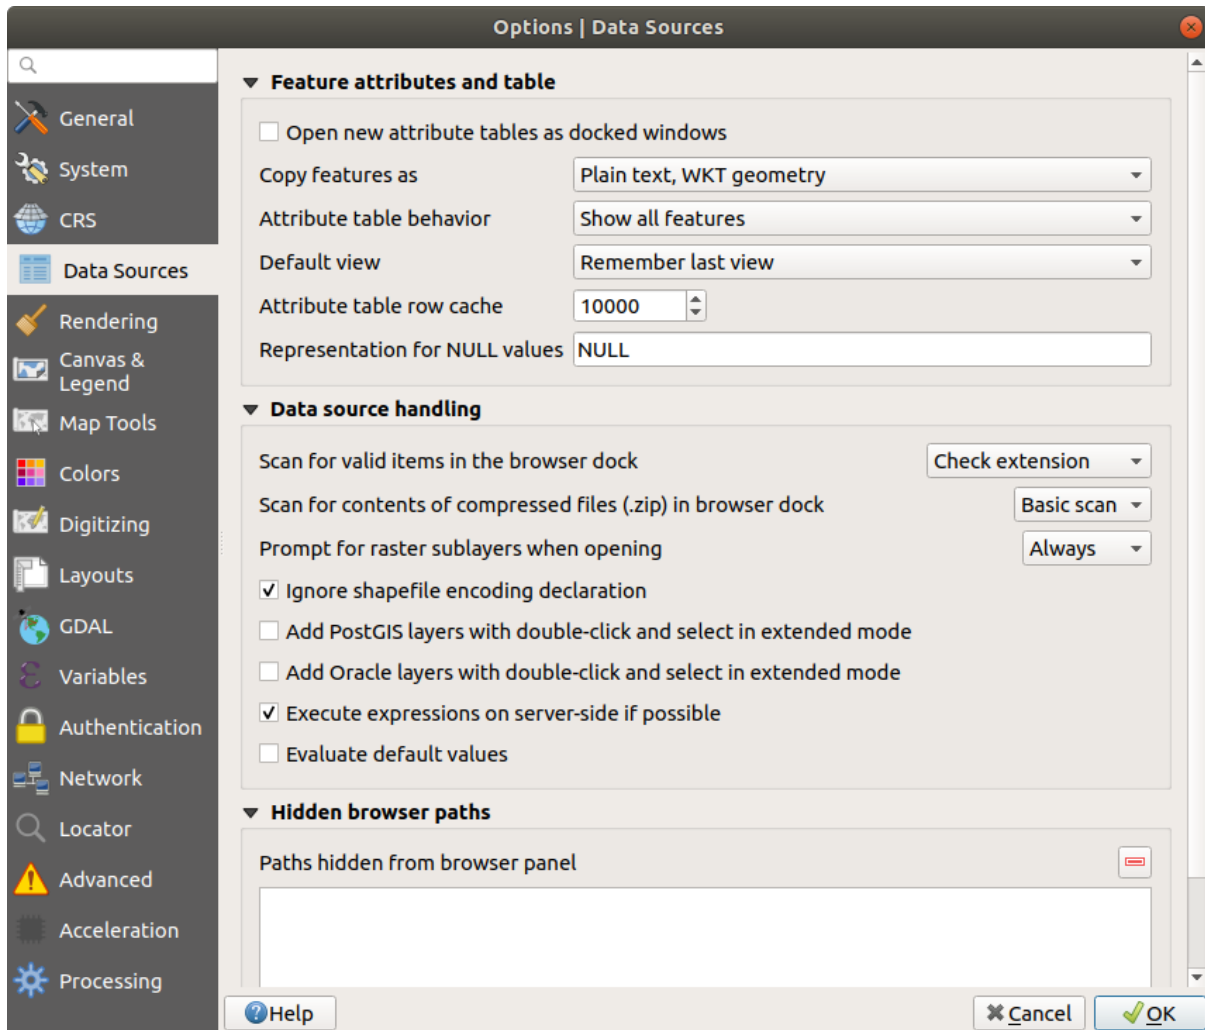 Options | Data Sources
General
System
CRS
Data Sources
Rendering
Canvas &
Legend
Map Tools
Colors
Digitizing
Layouts
GDAL
Variables
Authentication
Network
Locator
Advanced
Acceleration
Processing
Feature attributes and table
Open new attribute tables as docked windows
Copy features as Plain text, WKT geometry
Attribute table behavior Show all features
Default view Remember last view
Attribute table row cache 10000
Representation for NULL values NULL
Data source handling
Scan for valid items in the browser dock Check extension
Scan for contents of compressed files (.zip) in browser dock Basic scan
Prompt for raster sublayers when opening Always
Ignore shapefile encoding declaration
Add PostGIS layers with double-click and select in extended mode
Add Oracle layers with double-click and select in extended mode
Execute expressions on server-side if possible
Evaluate default values
Hidden browser paths
Paths hidden from browser panel
Help Cancel OK